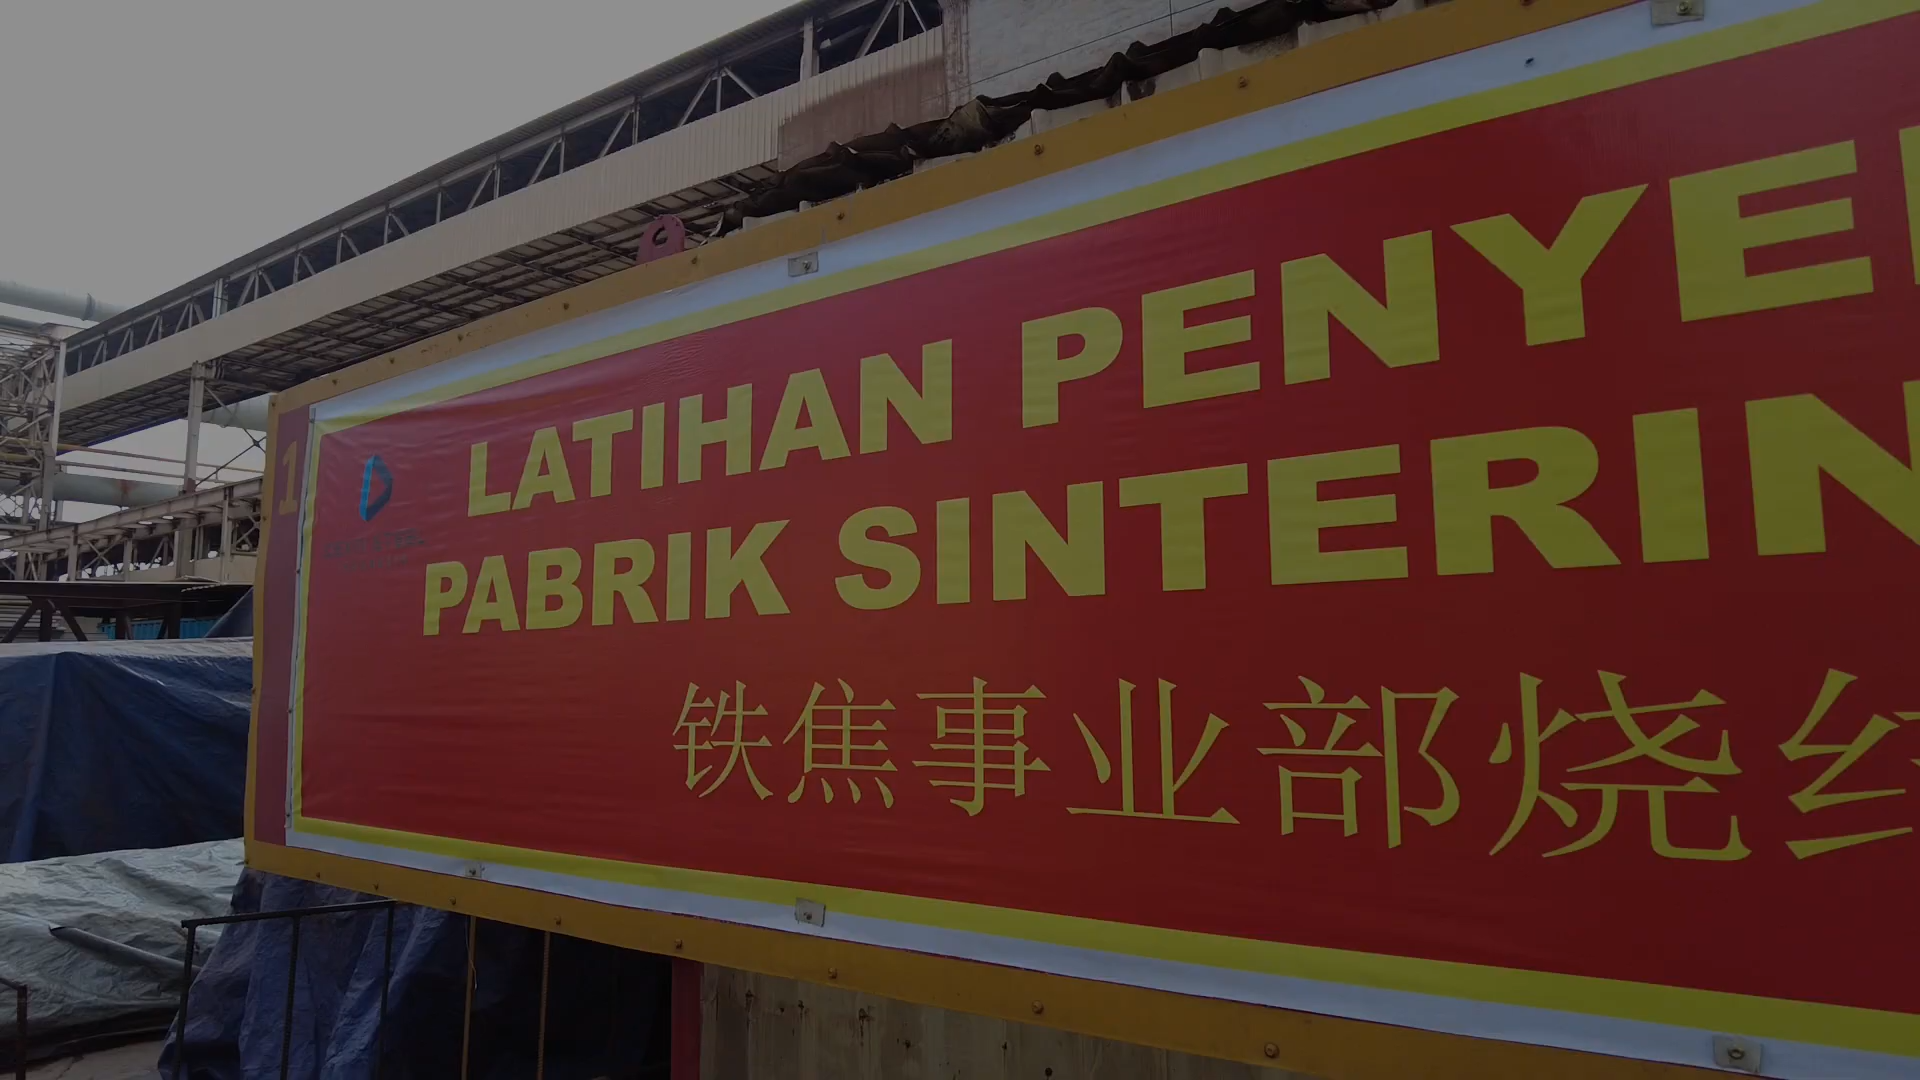 1
LATIHAN PENYE
PABRIK SINTERIN
铁焦事业部烧